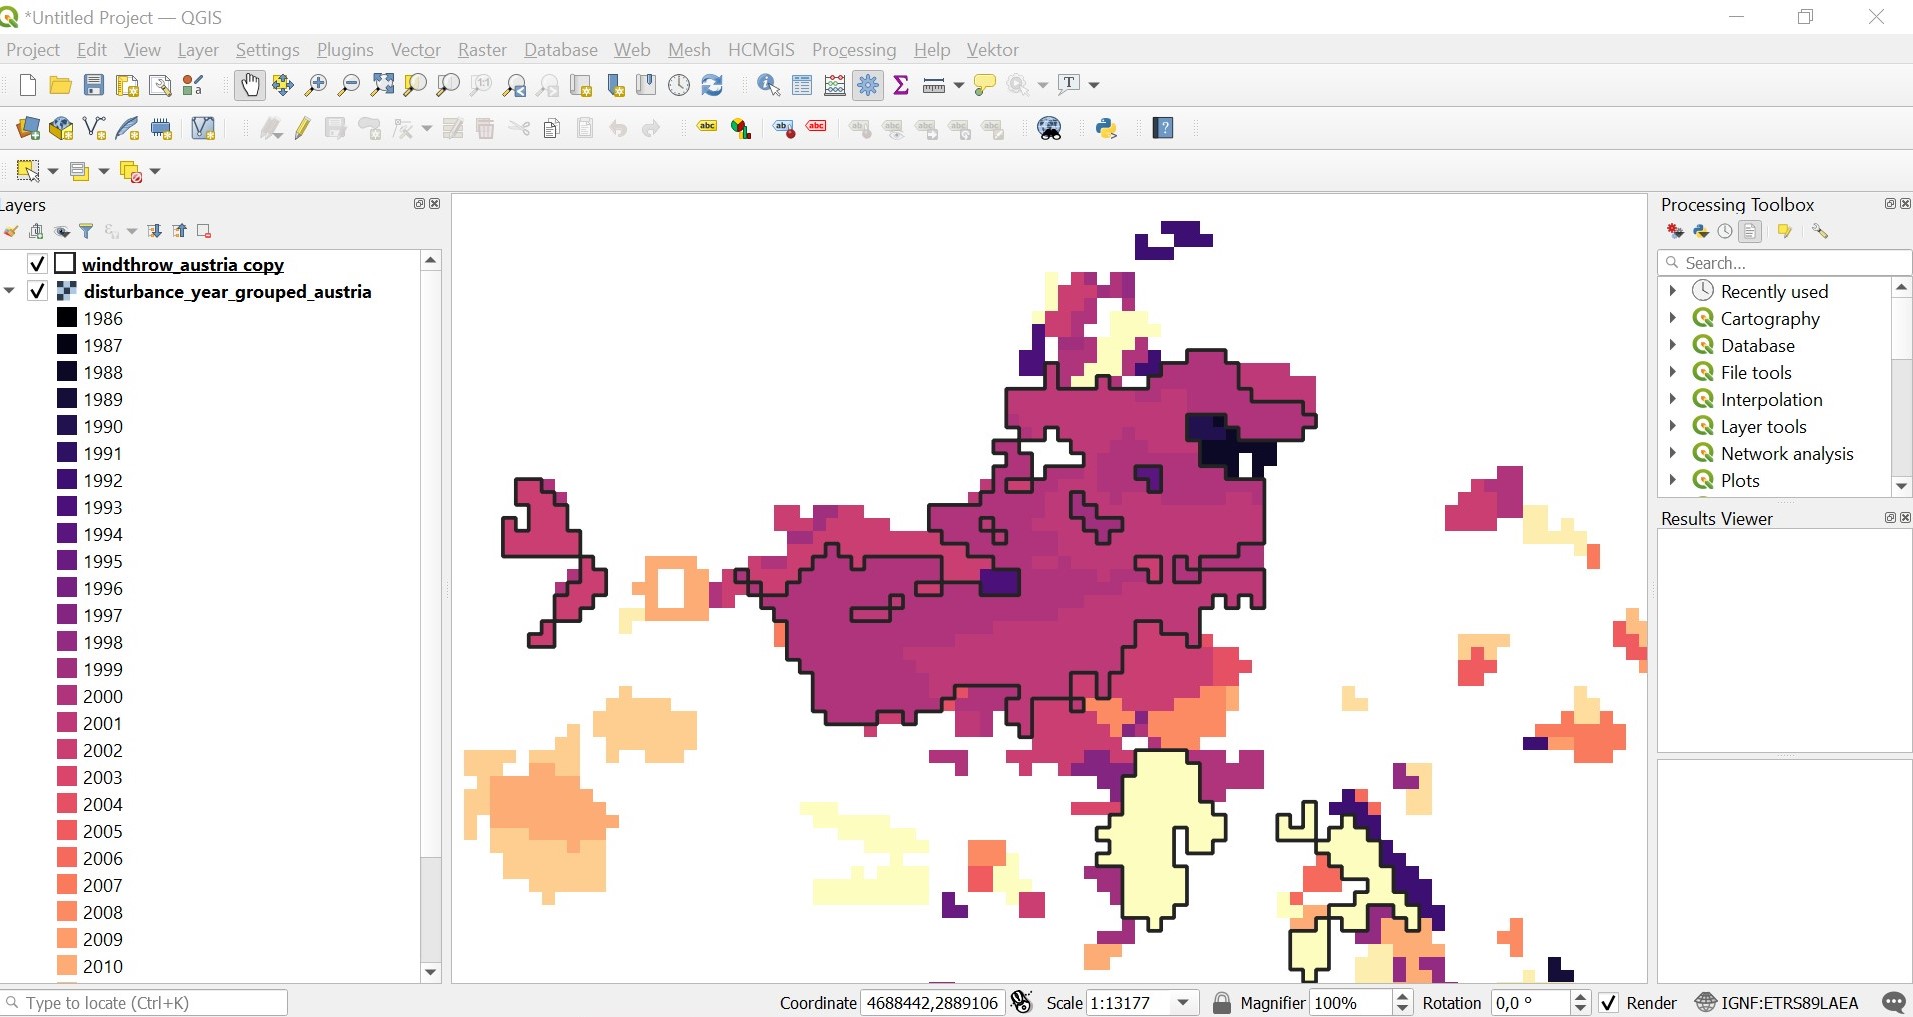 *Untitled Project — QGIS
Project Edit View Layer Settings Plugins Vector Raster Database Web Mesh HCMGIS Processing Help Vektor
Layers
windthrow_austria copy
disturbance_year_grouped_austria
1986
1987
1988
1989
1990
1991
1992
1993
1994
1995
1996
1997
1998
1999
2000
2001
2002
2003
2004
2005
2006
2007
2008
2009
2010
Processing Toolbox
Search...
Recently used
Cartography
Database
File tools
Interpolation
Layer tools
Network analysis
Plots
Results Viewer
Type to locate (Ctrl+K)
Coordinate 4688442,2889106 Scale 1:13177 Magnifier 100% Rotation 0,0 ° Render IGNF:ETRS89LAEA